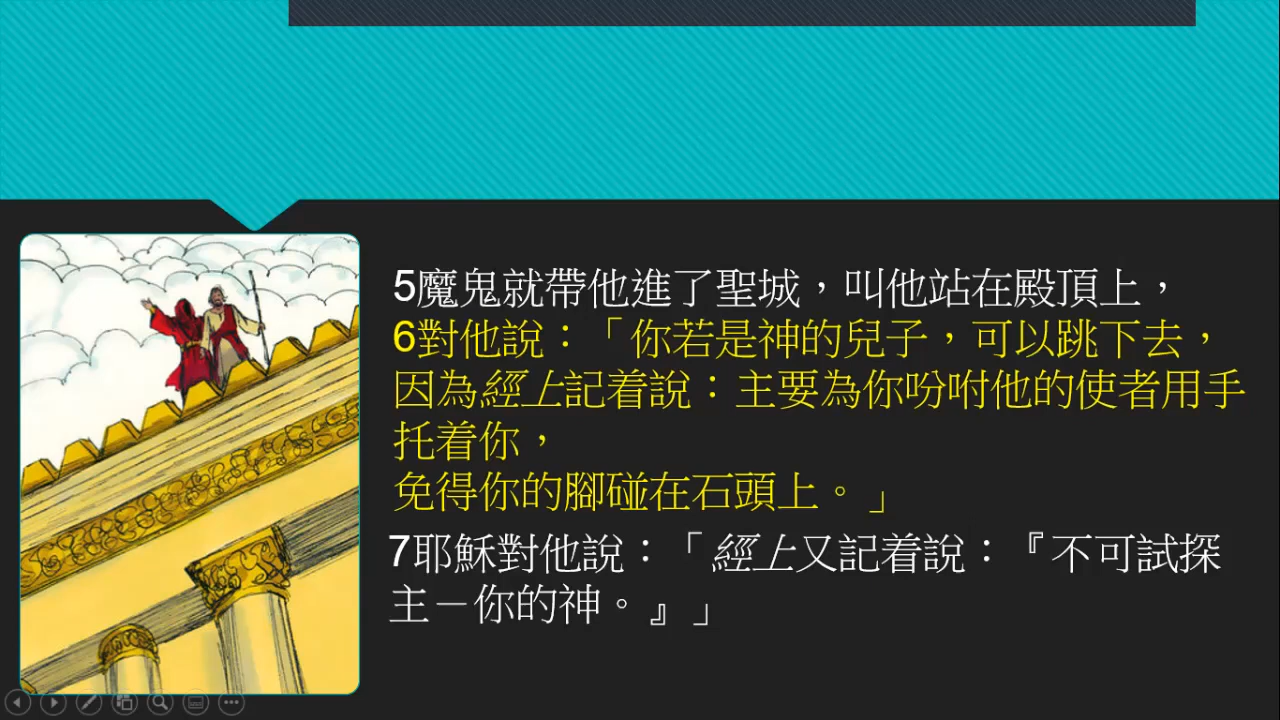 5魔鬼就帶他進了聖城，叫他站在殿頂上，
6對他說：「你若是神的兒子，可以跳下去，
因為經上記着說：主要為你吩咐他的使者用手
托着你，
免得你的腳碰在石頭上。」
7耶穌對他說：「經上又記着說：『不可試探
主－你的神。』」